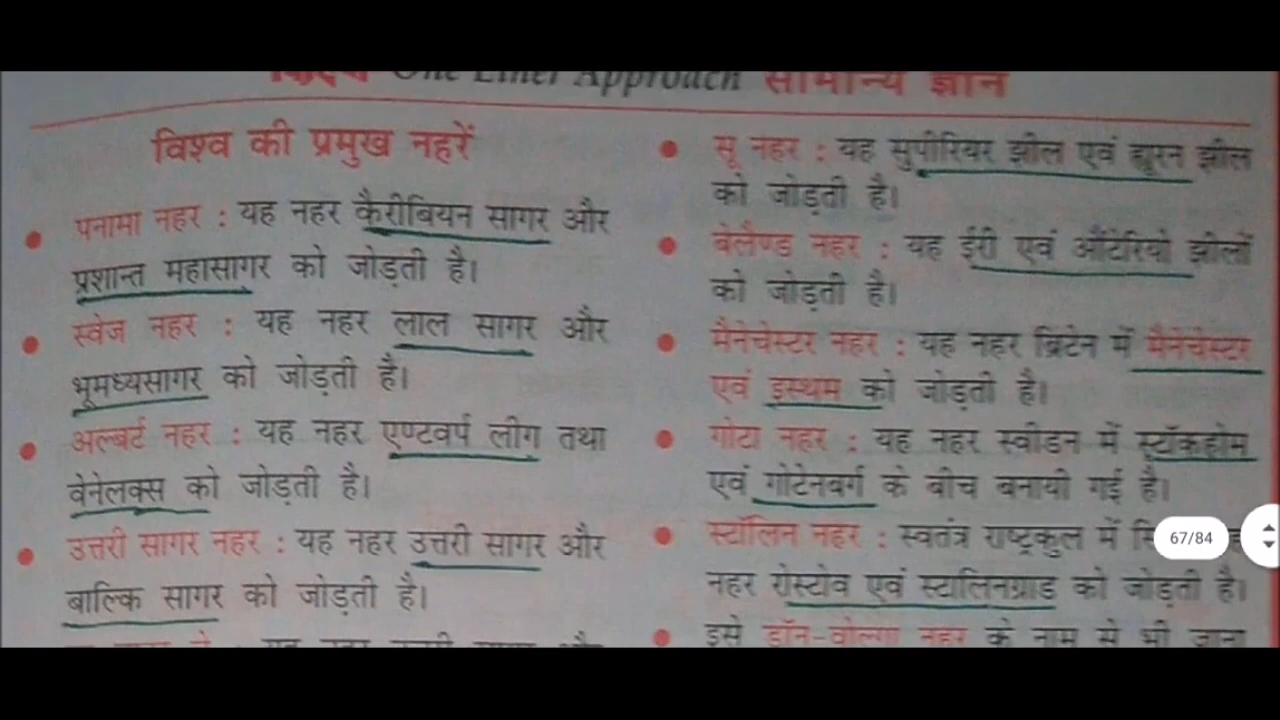 किरण One Liner Approach सामान्य ज्ञान
विश्व की प्रमुख नहरें
• पनामा नहर : यह नहर कैरीबियन सागर और
प्रशान्त महासागर को जोड़ती है।
• स्वेज नहर : यह नहर लाल सागर और
भूमध्यसागर को जोड़ती है।
• अल्बर्ट नहर : यह नहर एण्टवर्प लीग तथा
वेनेलक्स को जोड़ती है।
• उत्तरी सागर नहर : यह नहर उत्तरी सागर और
बाल्कि सागर को जोड़ती है।
• सू नहर : यह सुपीरियर झील एवं ह्यूरन झील
को जोड़ती है।
• वेलैण्ड नहर : यह ईरी एवं औंटेरियो झीलों
को जोड़ती है।
• मैनेचेस्टर नहर : यह नहर ब्रिटेन में मैनेचेस्टर
एवं इस्थम को जोड़ती है।
• गोटा नहर : यह नहर स्वीडन में स्टॉकहोम
एवं गोटेनबर्ग के बीच बनायी गई है।
• स्टॉलिन नहर : स्वतंत्र राष्ट्रकुल में
नहर रोस्टोव एवं स्टालिनग्राड को जोड़ती है।
• इसे डॉन-वोल्गा नहर के नाम से भी जाना
67/84